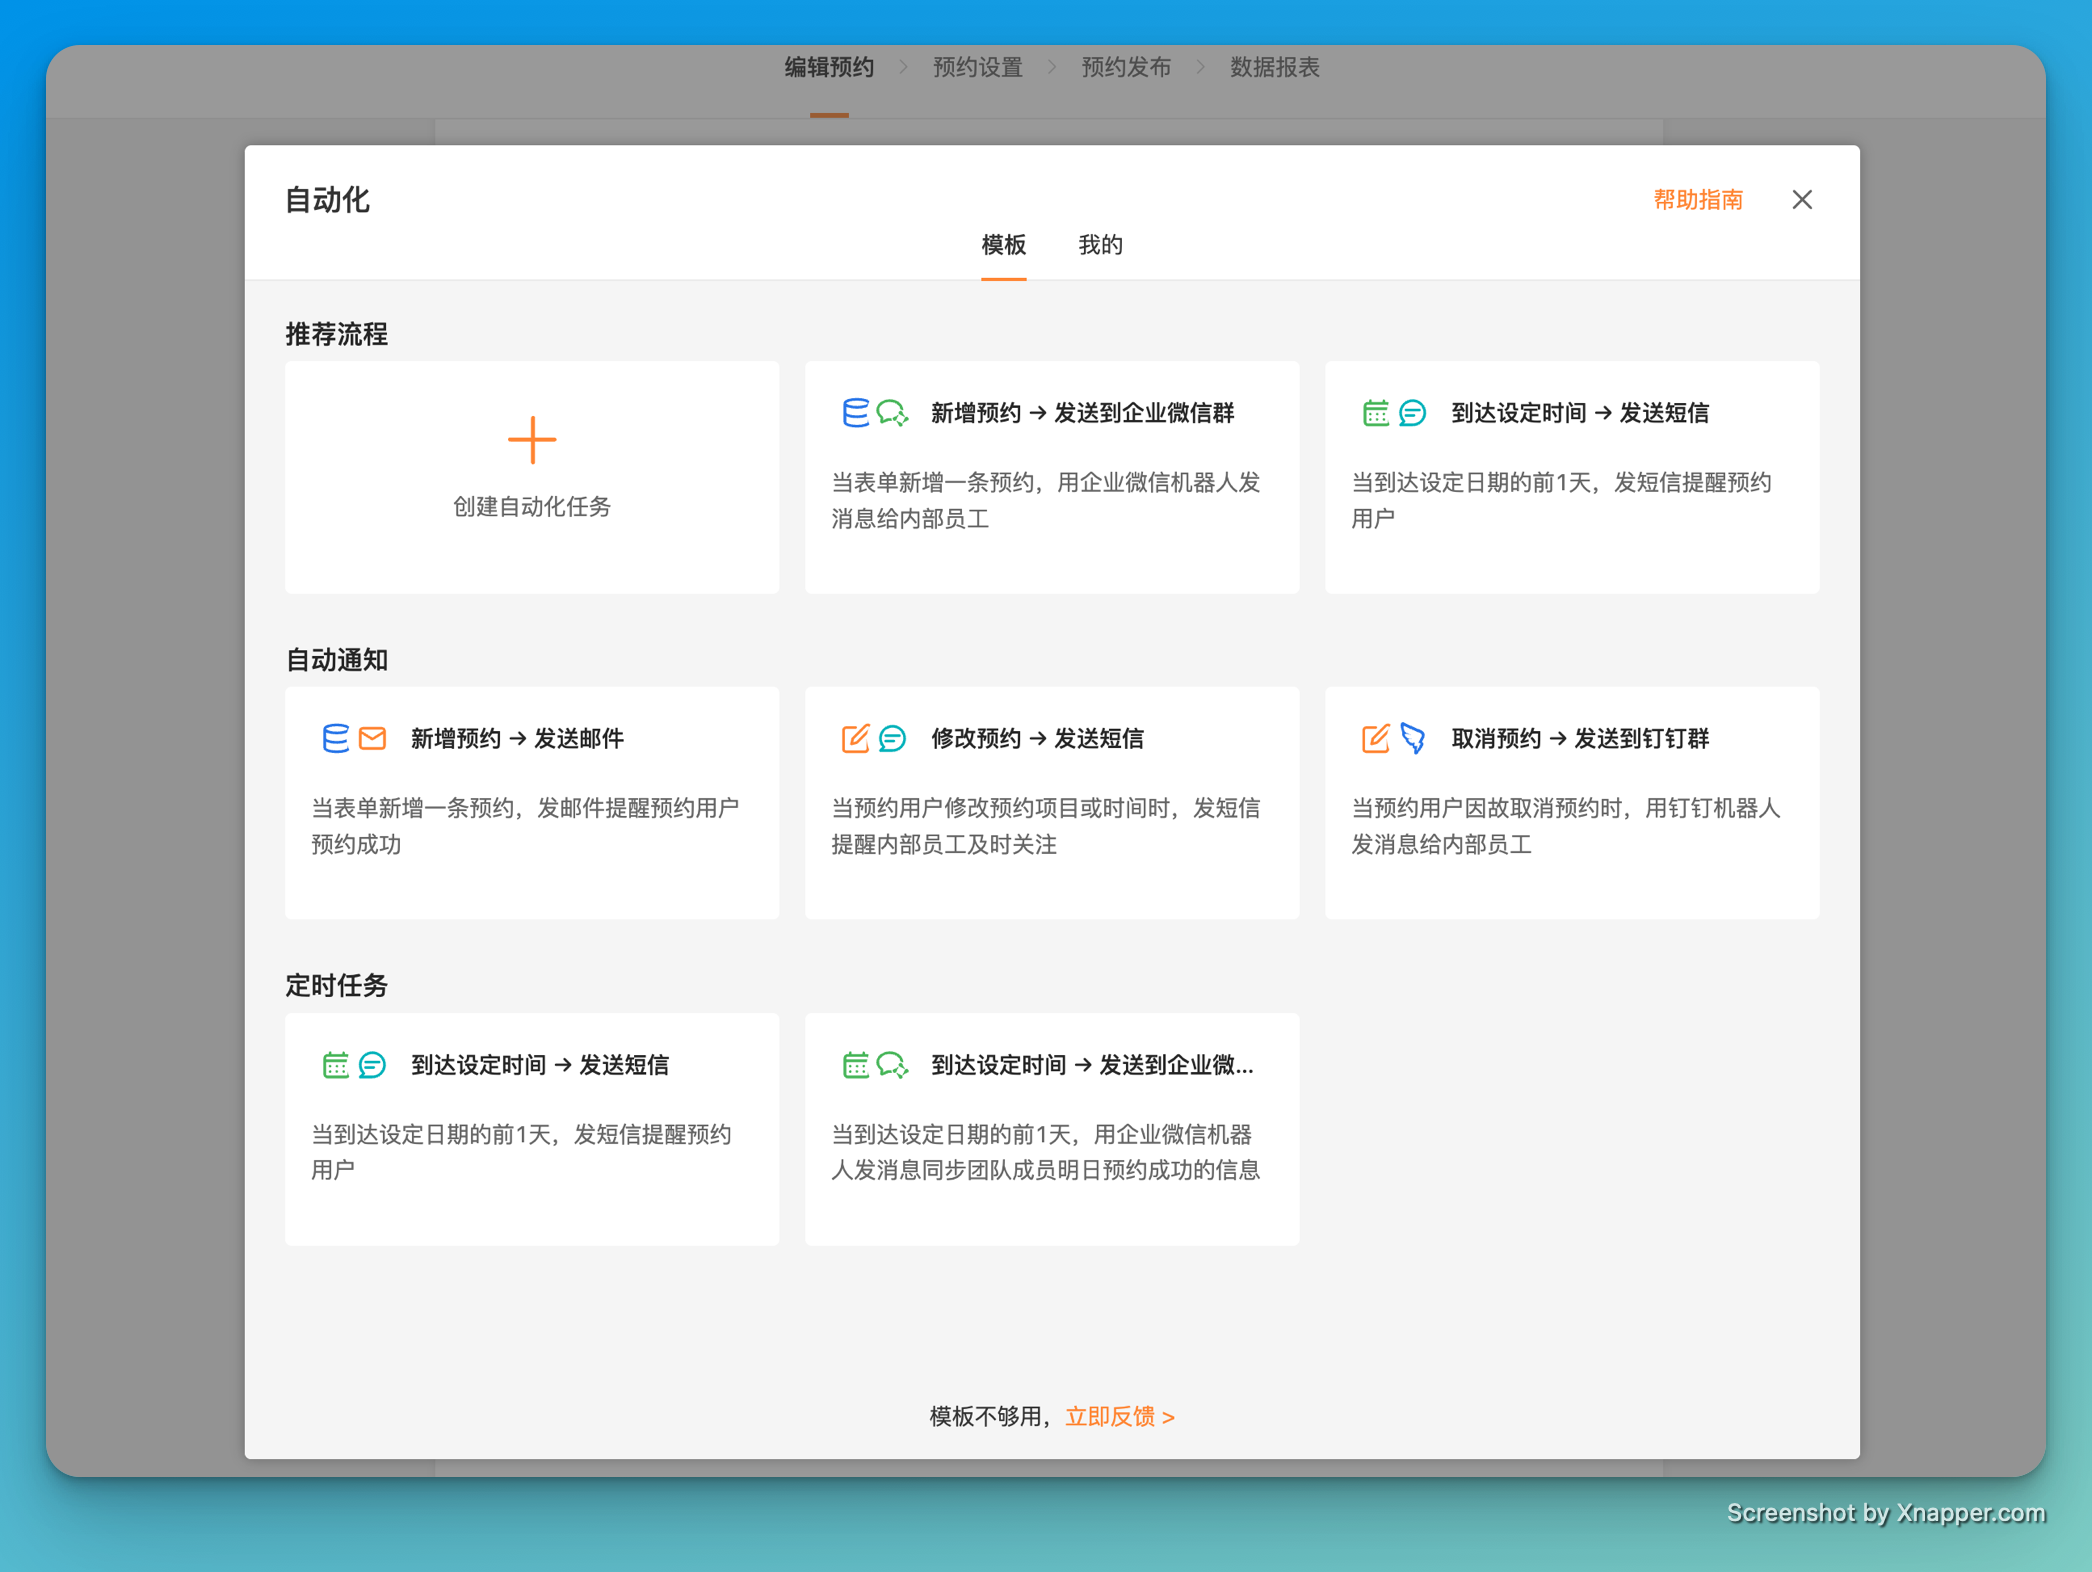 编辑预约
预约设置
预约发布
数据报表
自动化
帮助指南
模板
我的
推荐流程
创建自动化任务
新增预约 → 发送到企业微信群
当表单新增一条预约，用企业微信机器人发
消息给内部员工
到达设定时间 → 发送短信
当到达设定日期的前1天，发短信提醒预约
用户
自动通知
新增预约 → 发送邮件
当表单新增一条预约，发邮件提醒预约用户
预约成功
修改预约 → 发送短信
当预约用户修改预约项目或时间时，发短信
提醒内部员工及时关注
取消预约 → 发送到钉钉群
当预约用户因故取消预约时，用钉钉机器人
发消息给内部员工
定时任务
到达设定时间 → 发送短信
当到达设定日期的前1天，发短信提醒预约
用户
到达设定时间 → 发送到企业微...
当到达设定日期的前1天，用企业微信机器
人发消息同步团队成员明日预约成功的信息
模板不够用，立即反馈 >
Screenshot by Xnapper.com